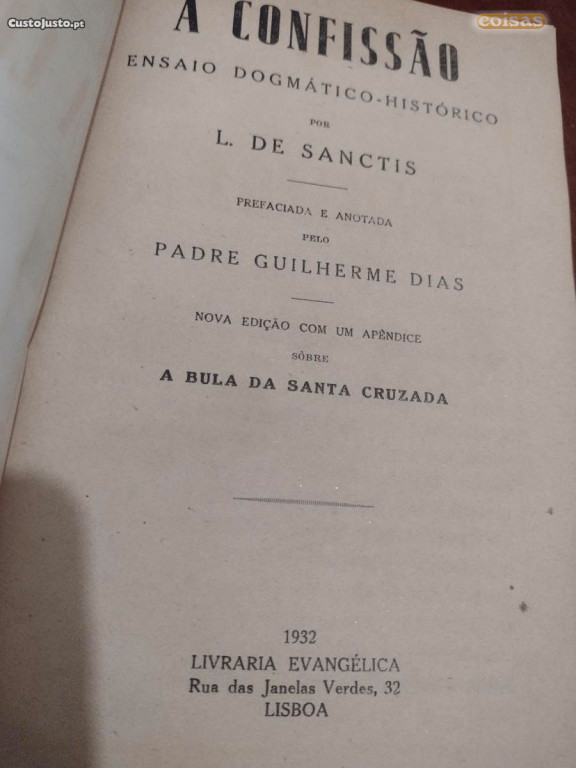 CustoJusto.pt
coisas
A CONFISSÃO
ENSAIO DOGMÁTICO-HISTÓRICO
POR
L. DE SANCTIS
PREFACIADA E ANOTADA
PELO
PADRE GUILHERME DIAS
NOVA EDIÇÃO COM UM APÊNDICE
SÔBRE
A BULA DA SANTA CRUZADA
1932
LIVRARIA EVANGÉLICA
Rua das Janelas Verdes, 32
LISBOA